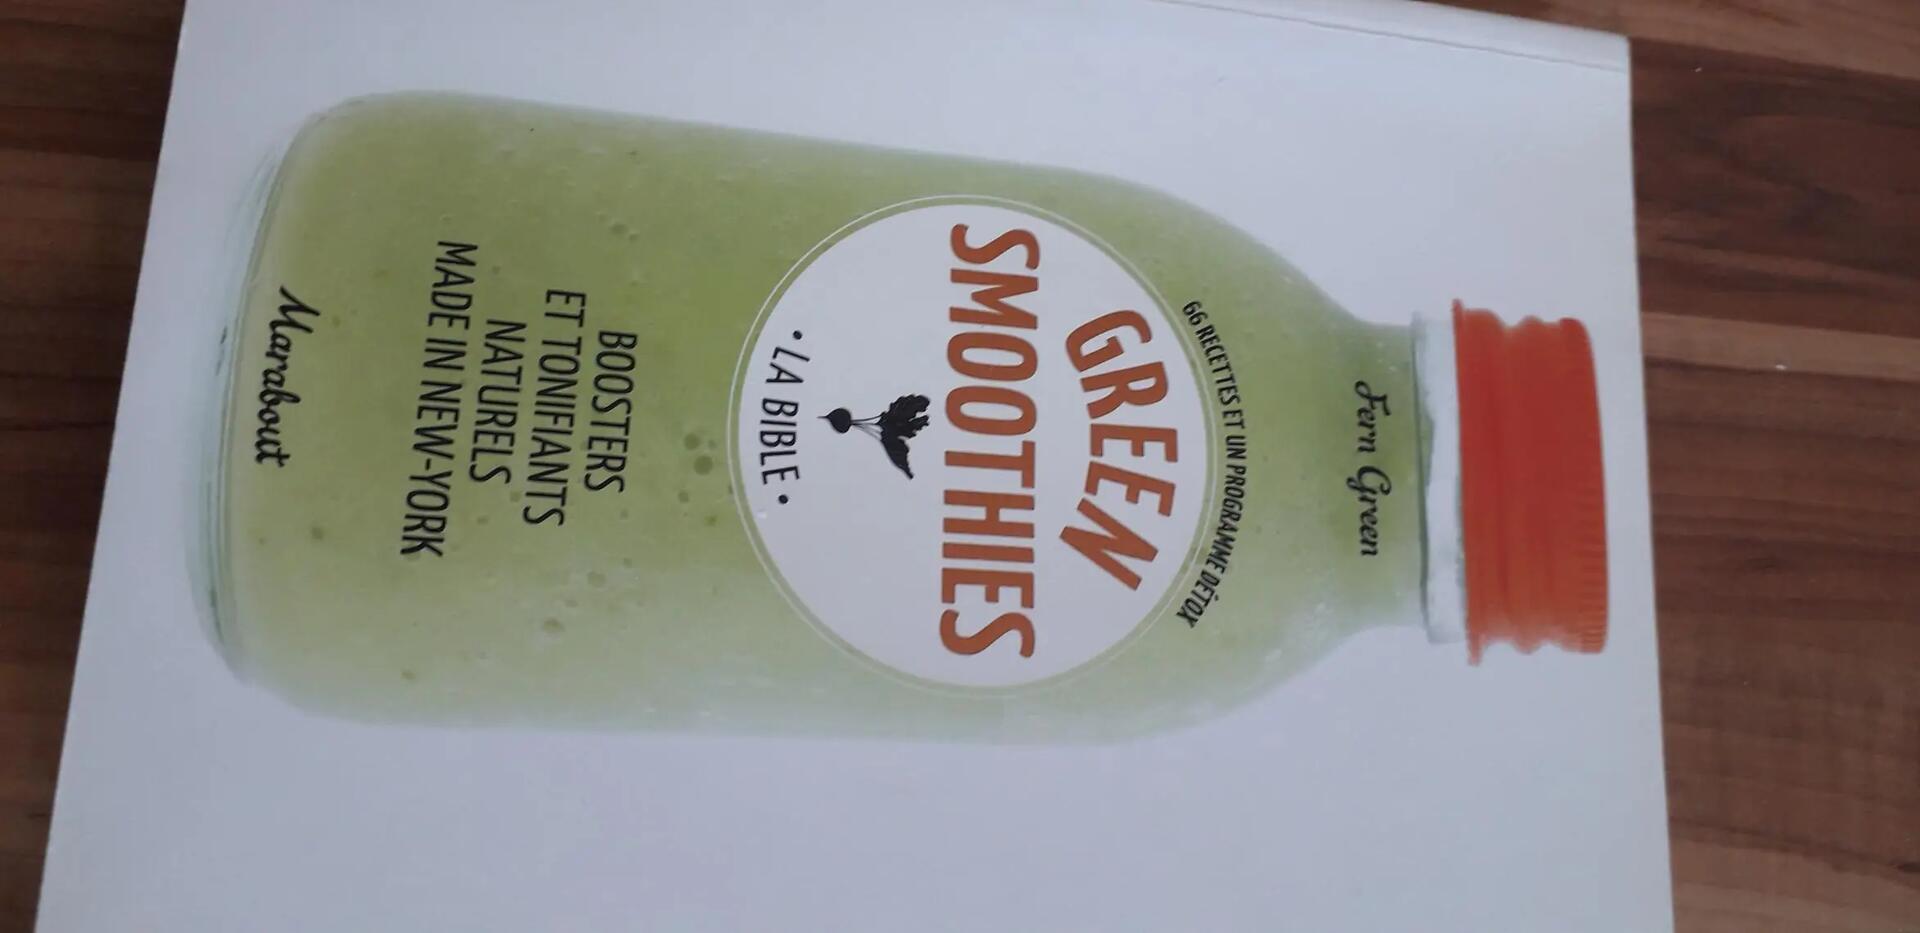 Fern Green
66 RECETTES ET UN PROGRAMME DÉTOX
GREEN
SMOOTHIES
• LA BIBLE •
BOOSTERS
ET TONIFIANTS
NATURELS
MADE IN NEW-YORK
Marabout